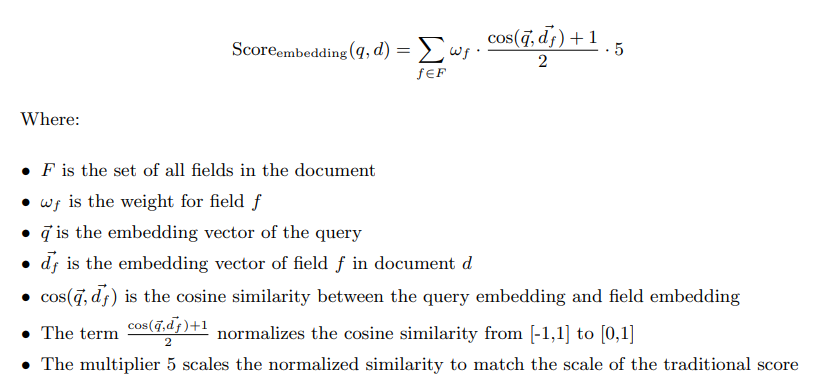 $$\text{Score}_{\text{embedding}}(q, d) = \sum_{f \in F} \omega_f \cdot \frac{\cos(\vec{q}, \vec{d_f}) + 1}{2} \cdot 5$$
Where:
• $F$ is the set of all fields in the document
• $\omega_f$ is the weight for field $f$
• $\vec{q}$ is the embedding vector of the query
• $\vec{d_f}$ is the embedding vector of field $f$ in document $d$
• $\cos(\vec{q}, \vec{d_f})$ is the cosine similarity between the query embedding and field embedding
• The term $\frac{\cos(\vec{q}, \vec{d_f})+1}{2}$ normalizes the cosine similarity from [-1,1] to [0,1]
• The multiplier 5 scales the normalized similarity to match the scale of the traditional score